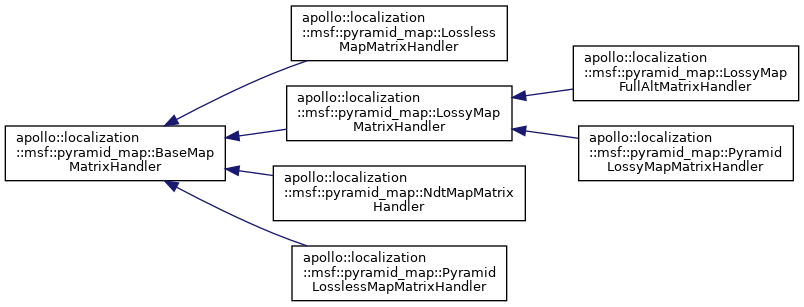 apollo::localization
::msf::pyramid_map::Lossless
MapMatrixHandler
apollo::localization
::msf::pyramid_map::LossyMap
FullAltMatrixHandler
apollo::localization
::msf::pyramid_map::LossyMap
MatrixHandler
apollo::localization
::msf::pyramid_map::BaseMap
MatrixHandler
apollo::localization
::msf::pyramid_map::Pyramid
LossyMapMatrixHandler
apollo::localization
::msf::pyramid_map::NdtMapMatrix
Handler
apollo::localization
::msf::pyramid_map::Pyramid
LosslessMapMatrixHandler